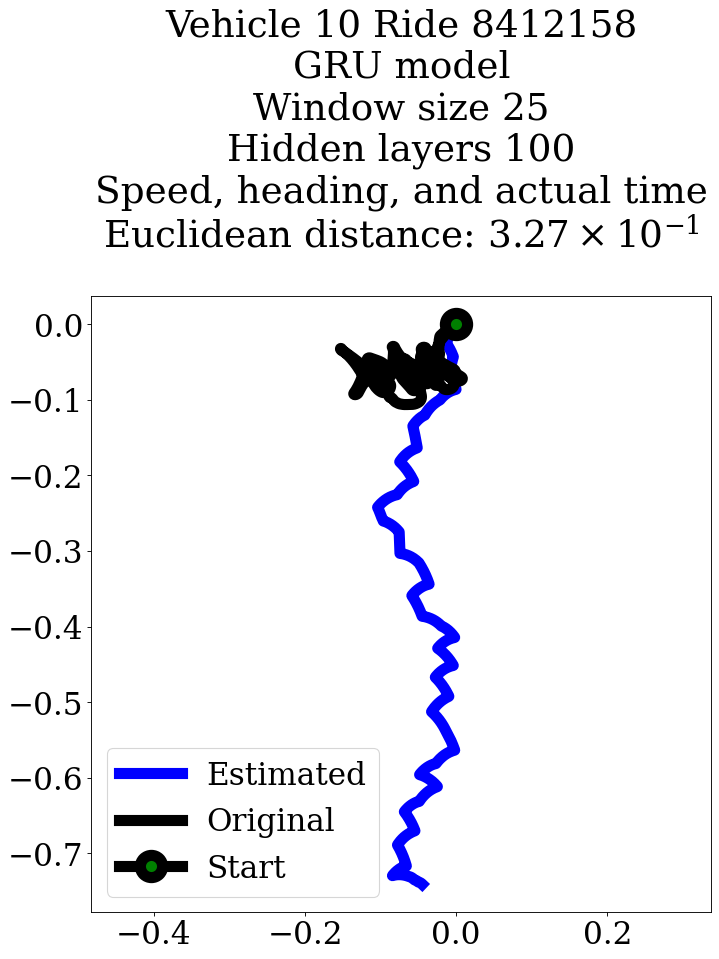 Vehicle 10 Ride 8412158
GRU model
Window size 25
Hidden layers 100
Speed, heading, and actual time
Euclidean distance: 3.27 × 10⁻¹
0.0
−0.1
−0.2
−0.3
−0.4
−0.5
−0.6
−0.7
Estimated
Original
Start
−0.4 −0.2 0.0 0.2